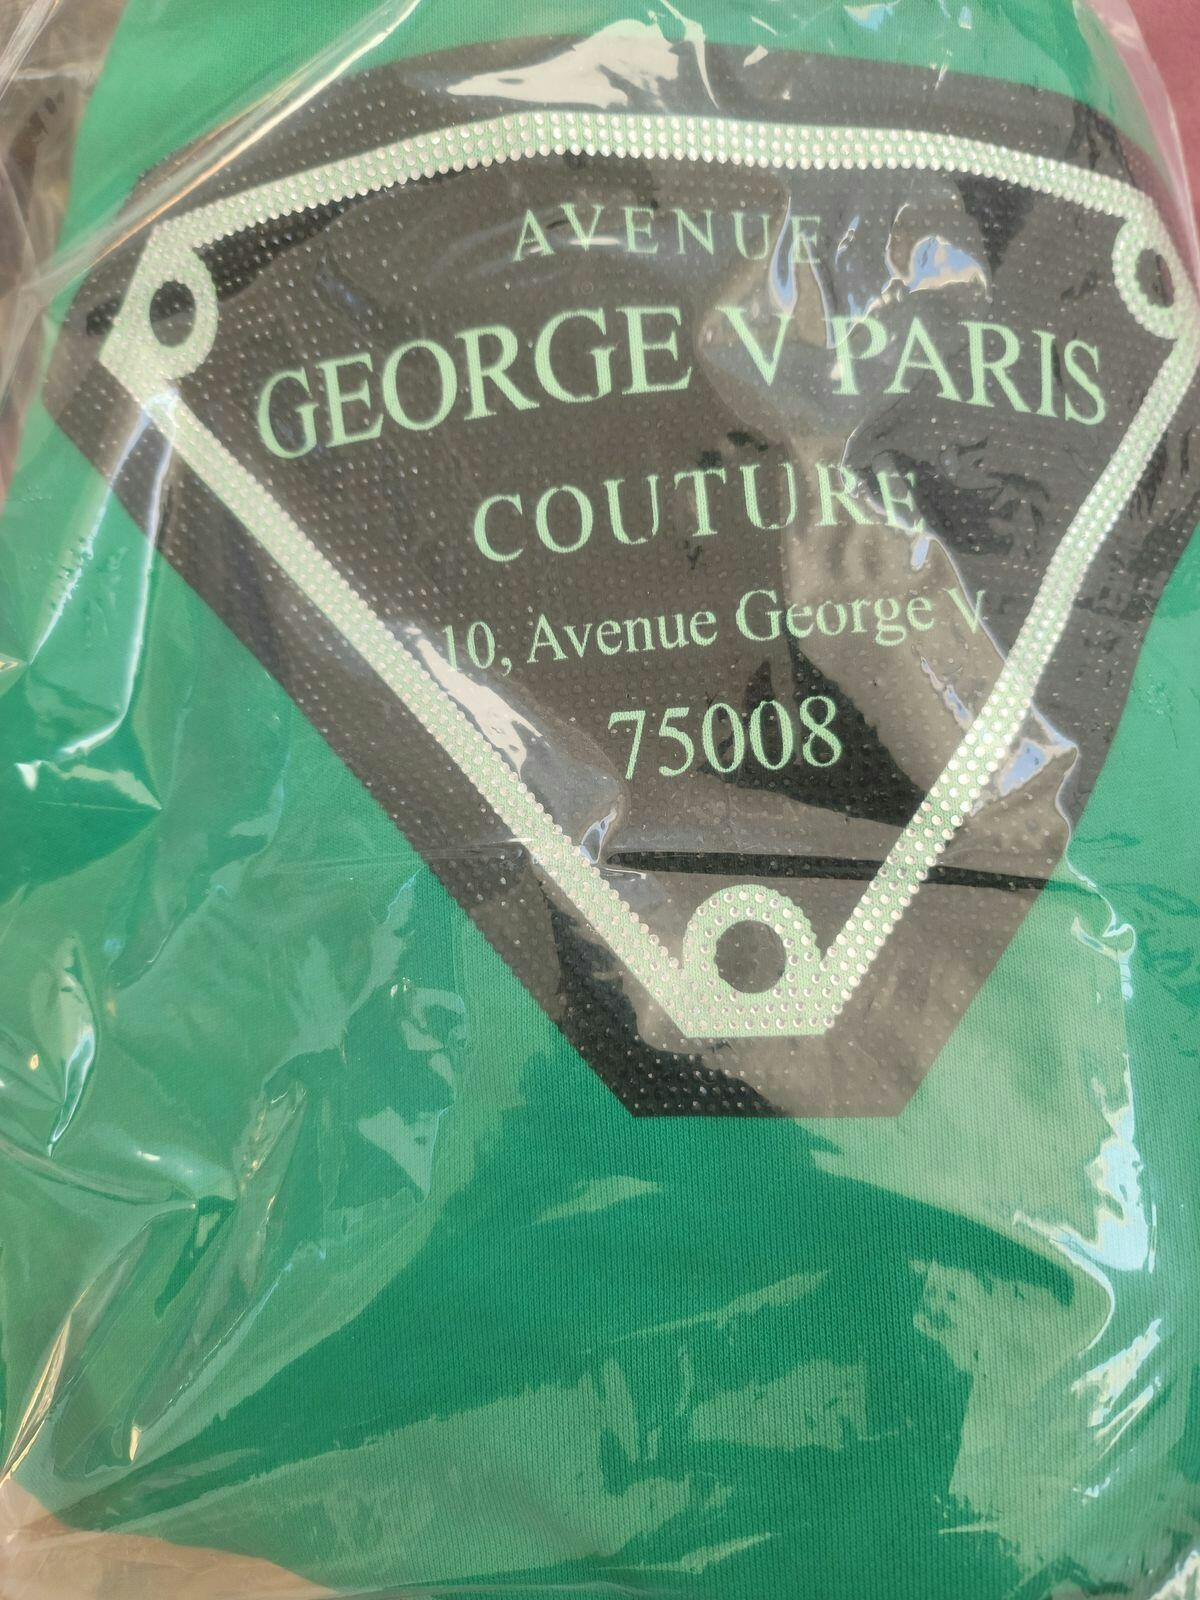 AVENUE
GEORGE V PARIS
COUTURE
10, Avenue George V
75008